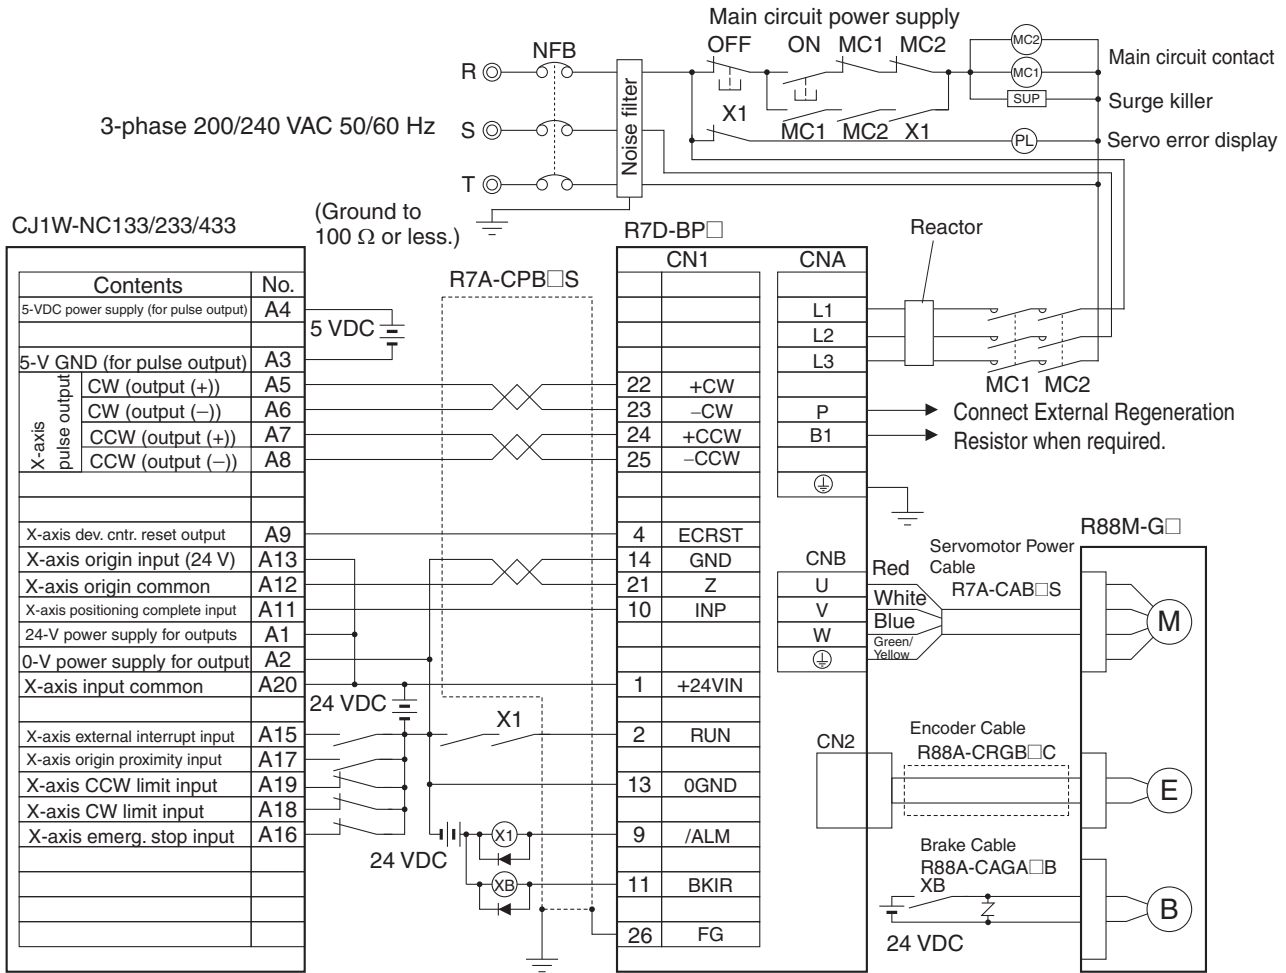 Main circuit power supply
OFF ON MC1 MC2
NFB
MC2
Main circuit contact
R
MC1
SUP
Surge killer
X1
MC1 MC2 X1
3-phase 200/240 VAC 50/60 Hz
S
Noise filter
PL
Servo error display
T
CJ1W-NC133/233/433
(Ground to
100 Ω or less.)
R7D-BP□
Reactor
R7A-CPB□S
CN1 CNA
Contents No.
5-VDC power supply (for pulse output) A4
5 VDC
5-V GND (for pulse output) A3
X-axis
pulse output
CW (output (+)) A5
CW (output (−)) A6
CCW (output (+)) A7
CCW (output (−)) A8
X-axis dev. cntr. reset output A9
X-axis origin input (24 V) A13
X-axis origin common A12
X-axis positioning complete input A11
24-V power supply for outputs A1
0-V power supply for output A2
X-axis input common A20
24 VDC
X1
X-axis external interrupt input A15
X-axis origin proximity input A17
X-axis CCW limit input A19
X-axis CW limit input A18
X-axis emerg. stop input A16
24 VDC
X1
XB
22 +CW
23 −CW
24 +CCW
25 −CCW
4 ECRST
14 GND
21 Z
10 INP
1 +24VIN
2 RUN
13 0GND
9 /ALM
11 BKIR
26 FG
L1
L2
L3
MC1 MC2
P
B1
Connect External Regeneration
Resistor when required.
R88M-G□
CNB
U
V
W
Red
White
Blue
Green/
Yellow
Servomotor Power
Cable
R7A-CAB□S
M
CN2
Encoder Cable
R88A-CRGB□C
E
Brake Cable
R88A-CAGA□B
XB
24 VDC
B